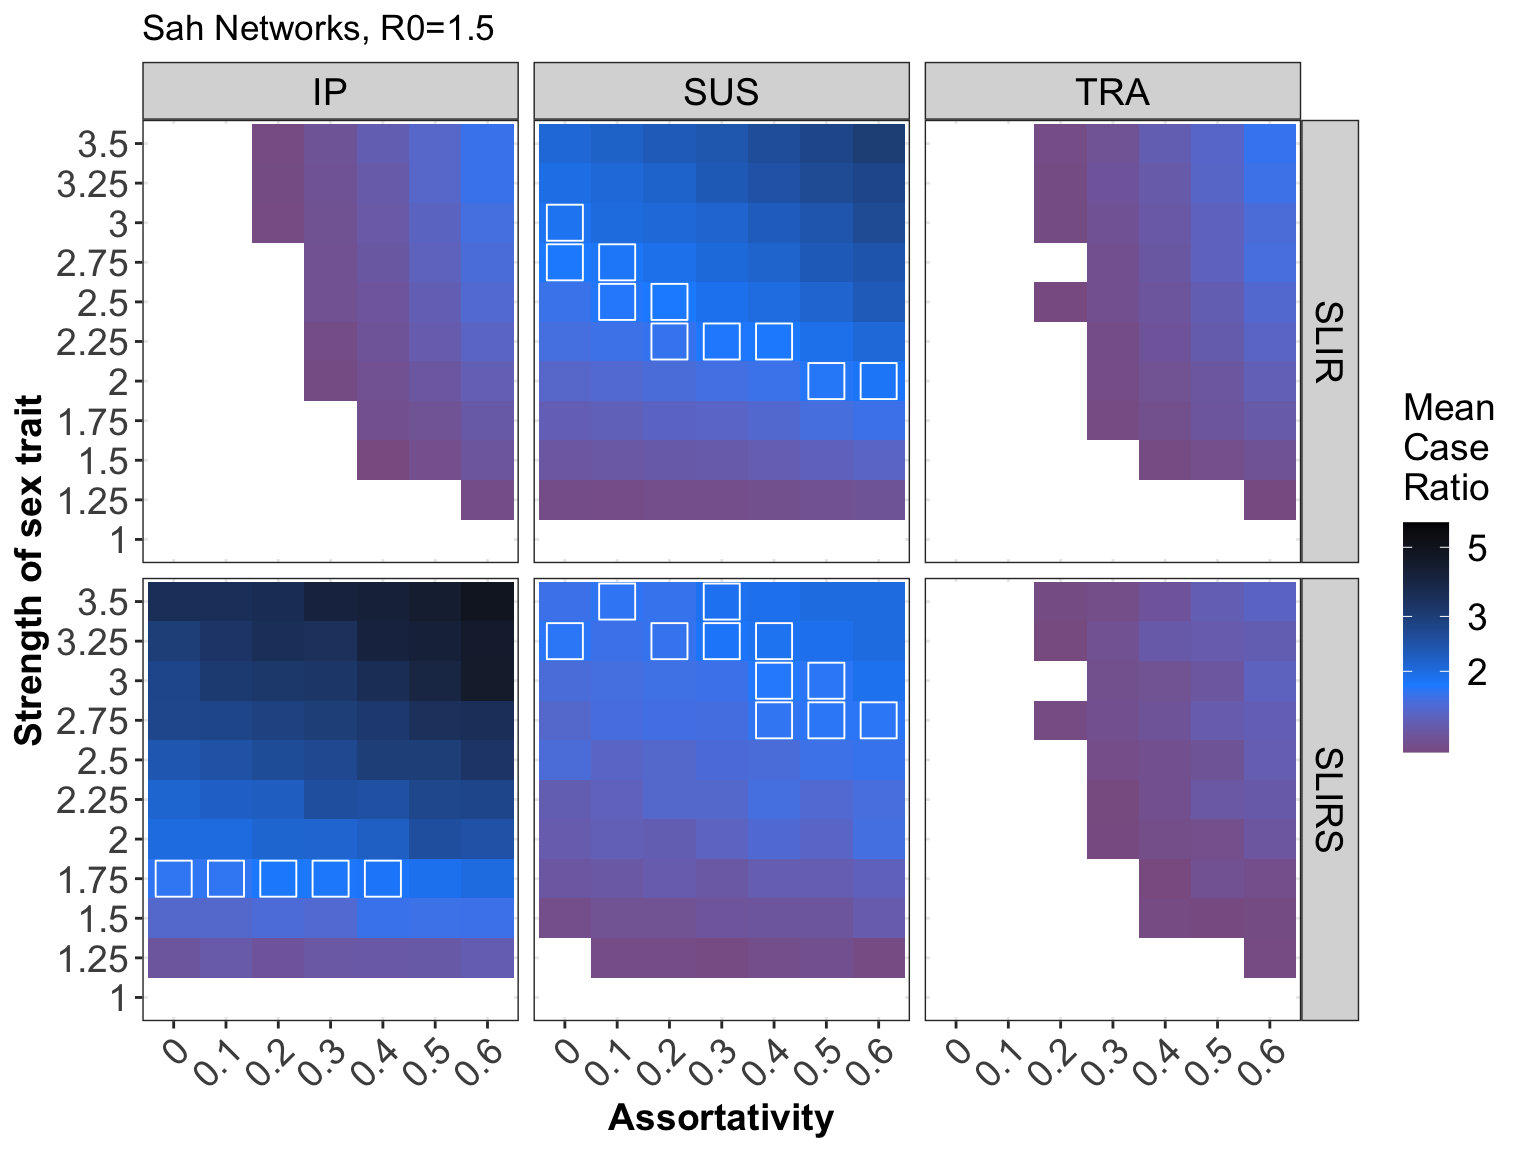 Sah Networks, R0=1.5
IP SUS TRA
3.5
3.25
3
2.75
2.5
2.25
2
1.75
1.5
1.25
1
SLIR
3.5
3.25
3
2.75
2.5
2.25
2
1.75
1.5
1.25
1
SLIRS
Strength of sex trait
0 0.1 0.2 0.3 0.4 0.5 0.6 0 0.1 0.2 0.3 0.4 0.5 0.6 0 0.1 0.2 0.3 0.4 0.5 0.6
Assortativity
Mean
Case
Ratio
5
3
2